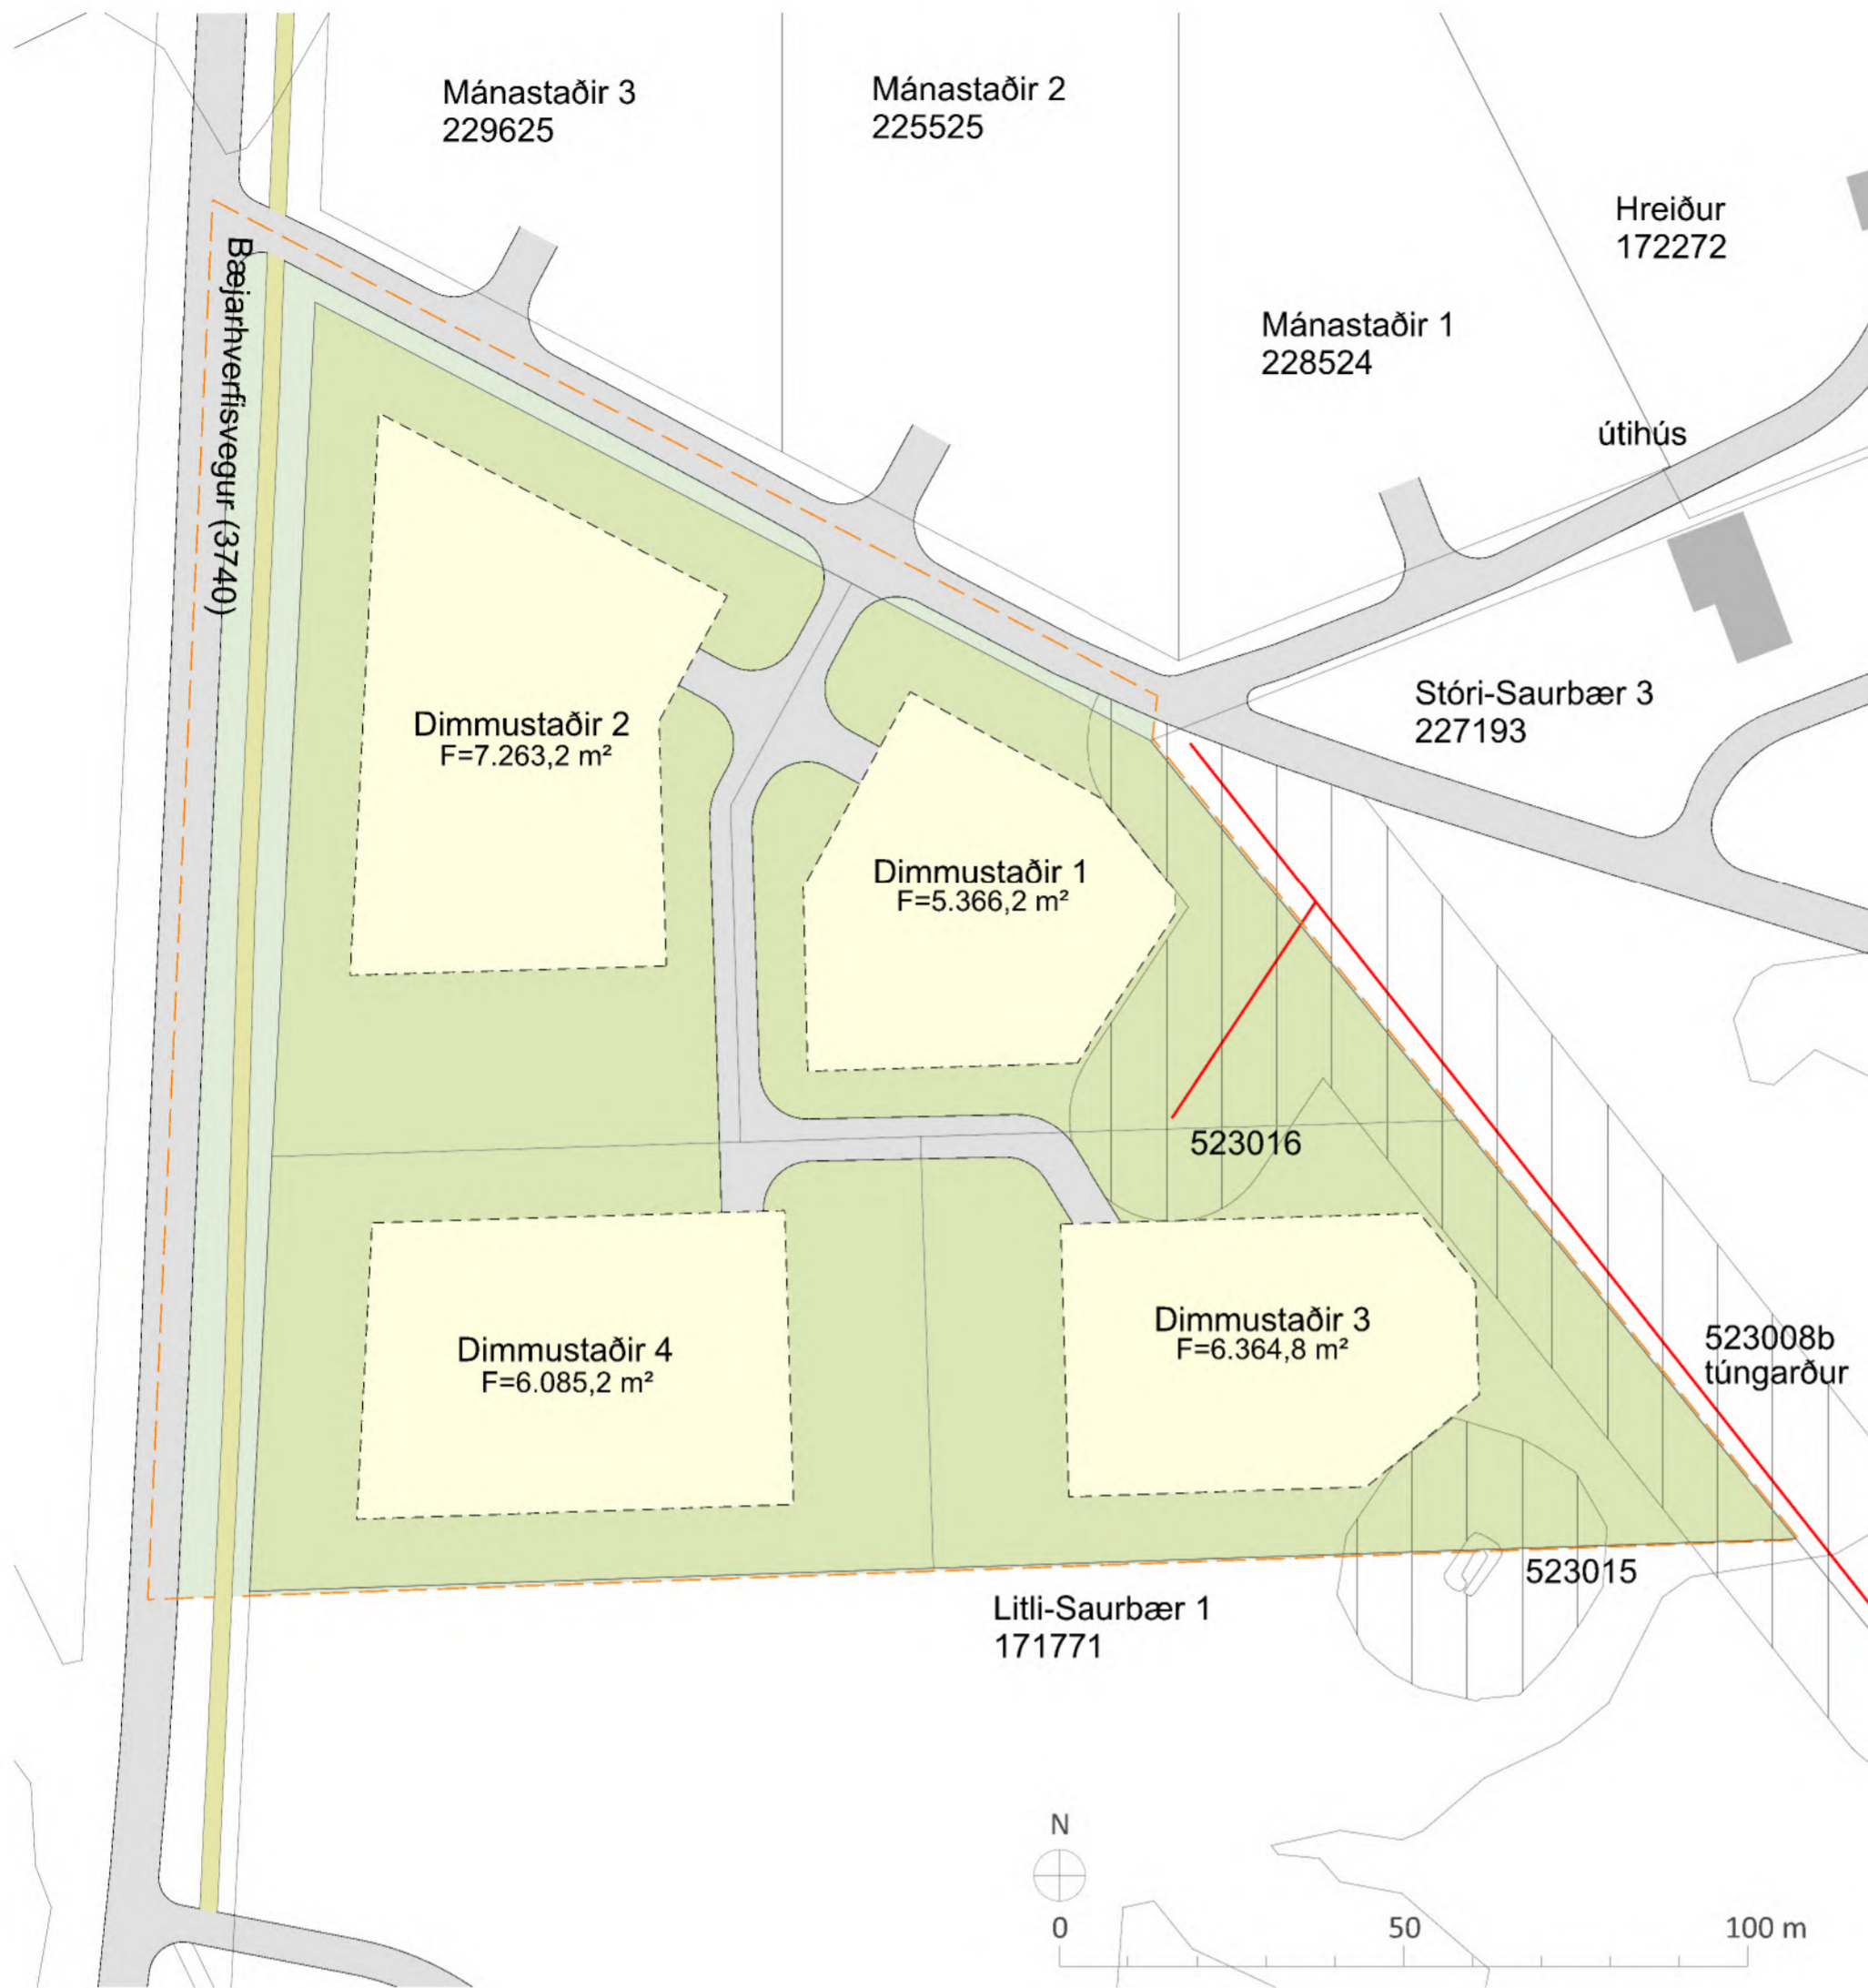 Mánastaðir 3
229625
Mánastaðir 2
225525
Hreiður
172272
Mánastaðir 1
228524
útihús
Bæjarhverfisvegur (3740)
Stóri-Saurbær 3
227193
Dimmustaðir 2
F=7.263,2 m²
Dimmustaðir 1
F=5.366,2 m²
523016
Dimmustaðir 4
F=6.085,2 m²
Dimmustaðir 3
F=6.364,8 m²
523008b
túngarður
523015
Litli-Saurbær 1
171771
N
0 50 100 m